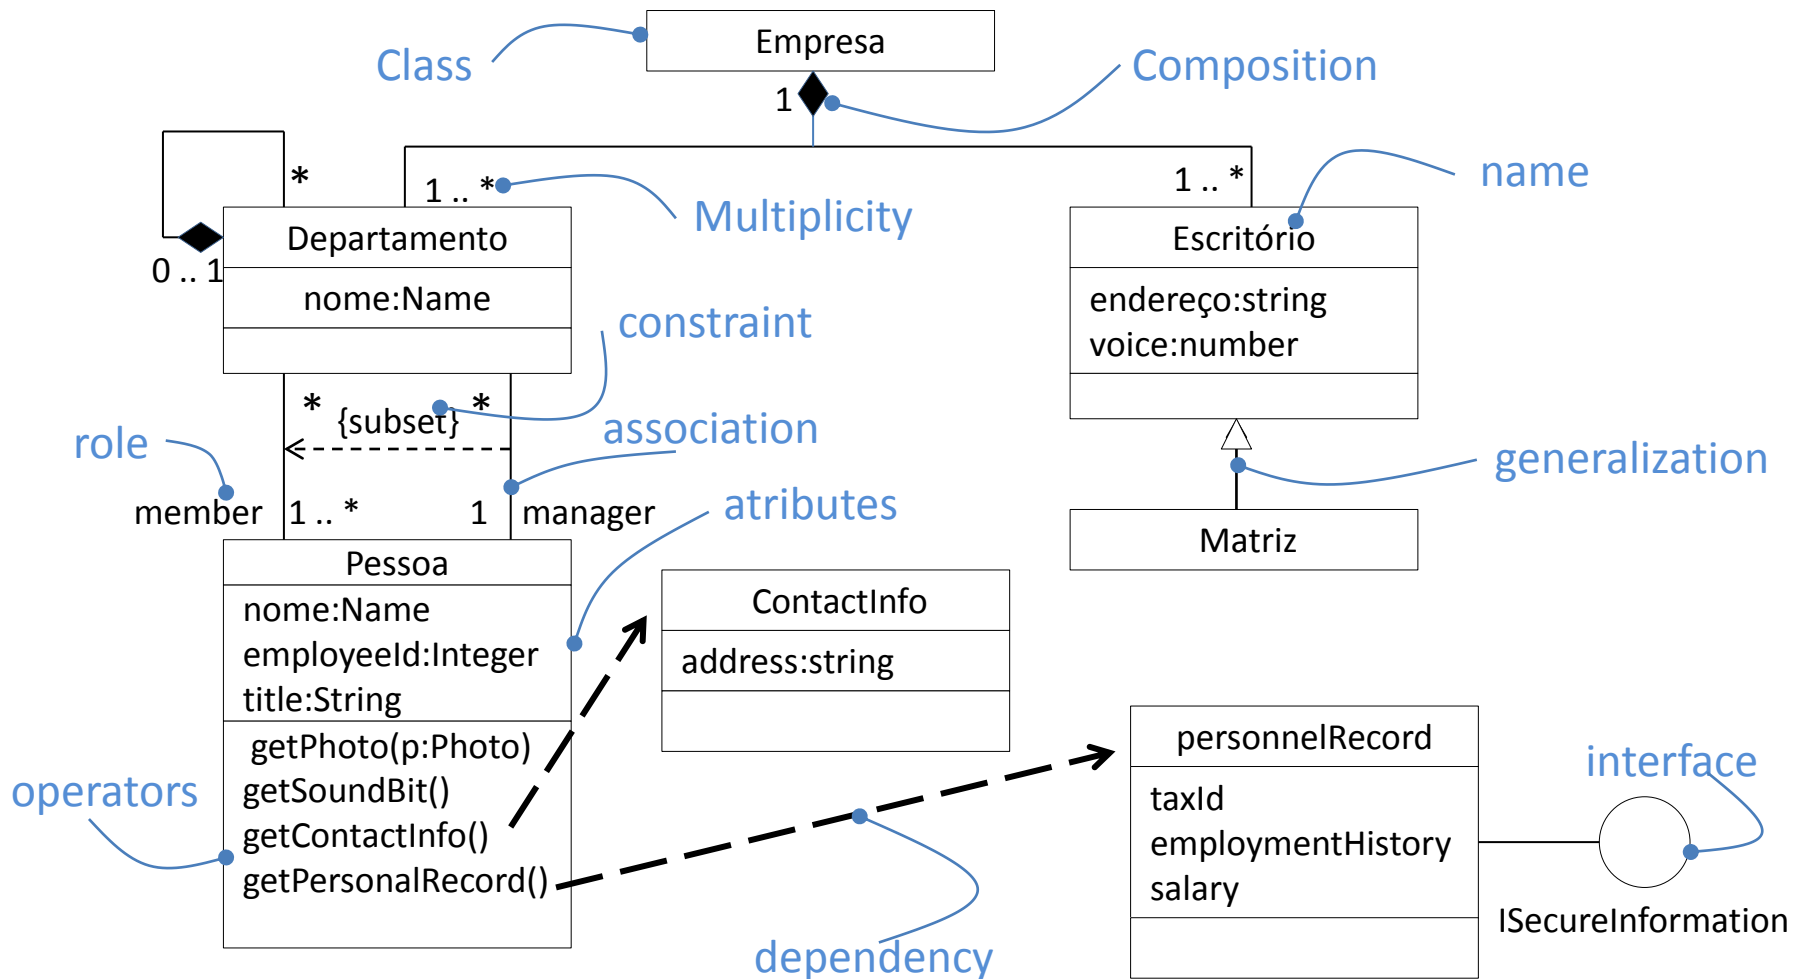 Empresa
Class
Composition
1
*
1 .. *
1 .. *
name
Multiplicity
Departamento
Escritório
0 .. 1
nome:Name
endereço:string
voice:number
constraint
* {subset} *
association
role
generalization
member 1 .. * 1 manager
atributes
Matriz
Pessoa
nome:Name
employeeId:Integer
title:String
ContactInfo
address:string
getPhoto(p:Photo)
getSoundBit()
getContactInfo()
getPersonalRecord()
operators
personnelRecord
taxId
employmentHistory
salary
interface
ISecureInformation
dependency